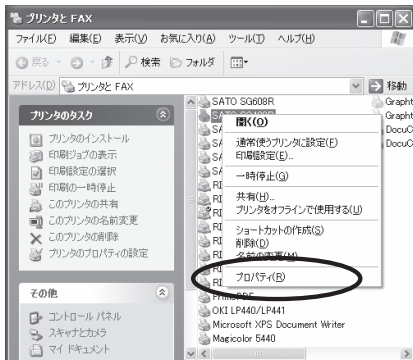 プリンタと FAX
ファイル(F) 編集(E) 表示(V) お気に入り(A) ツール(T) ヘルプ(H)
戻る 検索 フォルダ
アドレス(D) プリンタと FAX 移動
プリンタのタスク
プリンタのインストール
印刷ジョブの表示
印刷設定の選択
印刷の一時停止
このプリンタの共有
このプリンタの名前変更
このプリンタの削除
プリンタのプロパティの設定
その他
コントロール パネル
スキャナとカメラ
マイ ドキュメント
SATO SG608R
開く(O)
通常使うプリンタに設定(F)
印刷設定(E)...
一時停止(G)
共有(H)...
プリンタをオフラインで使用する(U)
ショートカットの作成(S)
削除(D)
名前の変更(M)
プロパティ(R)
PrimoPDF
OKI LP440/LP441
Microsoft XPS Document Writer
Magicolor 5440
Grapht
Grapht
DocuC
DocuC